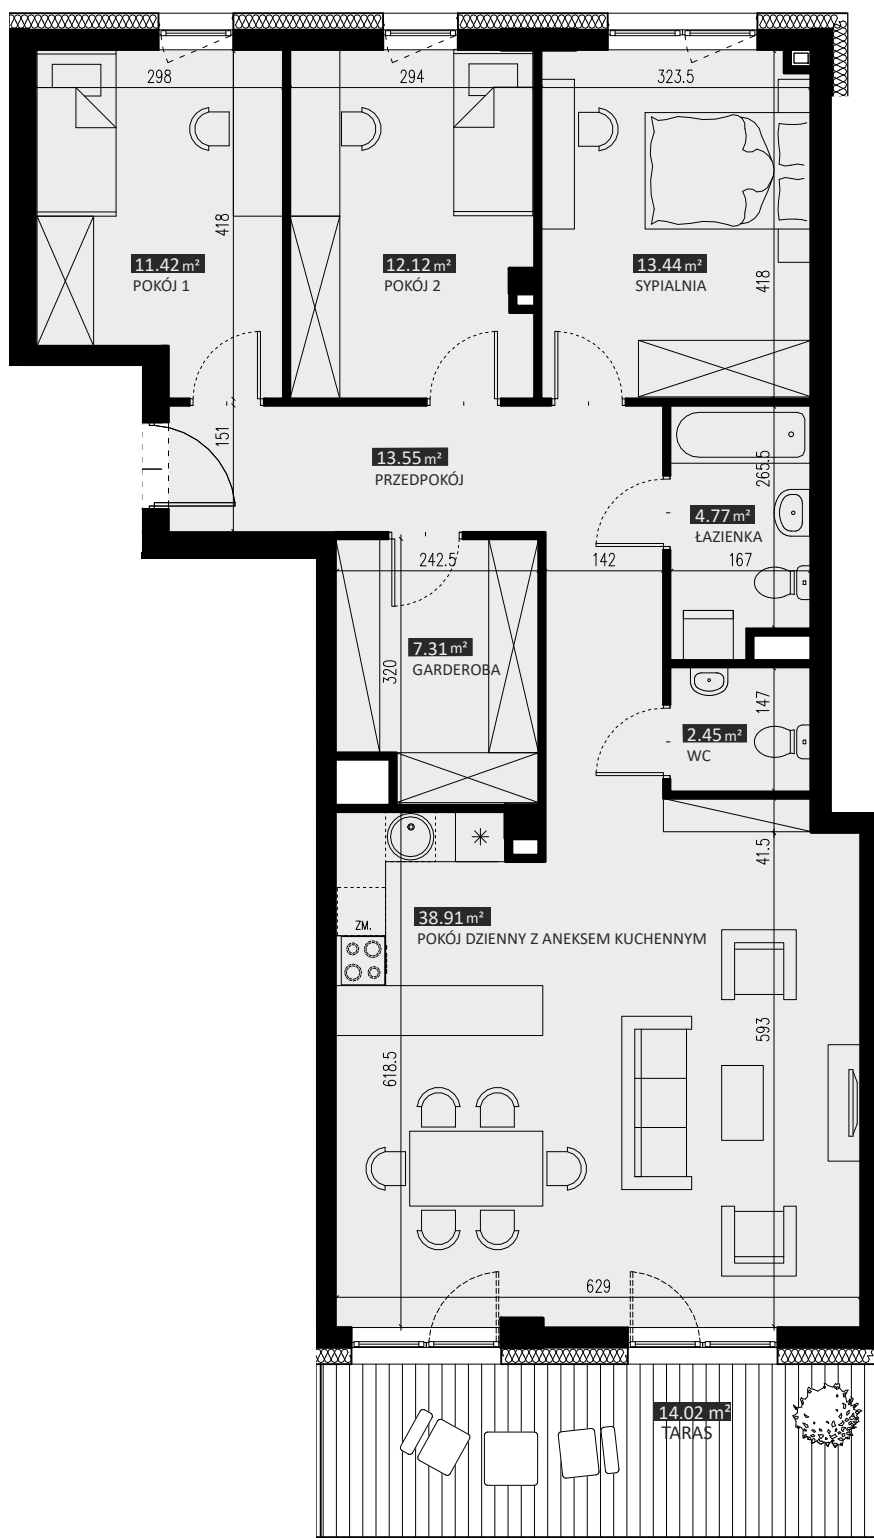 298
294
323.5
418
11.42 m²
POKÓJ 1
12.12 m²
POKÓJ 2
13.44 m²
SYPIALNIA
418
151
13.55 m²
PRZEDPOKÓJ
265.5
4.77 m²
ŁAZIENKA
242.5
142
167
7.31 m²
GARDEROBA
320
147
2.45 m²
WC
41.5
38.91 m²
POKÓJ DZIENNY Z ANEKSEM KUCHENNYM
ZM.
593
618.5
629
14.02 m²
TARAS